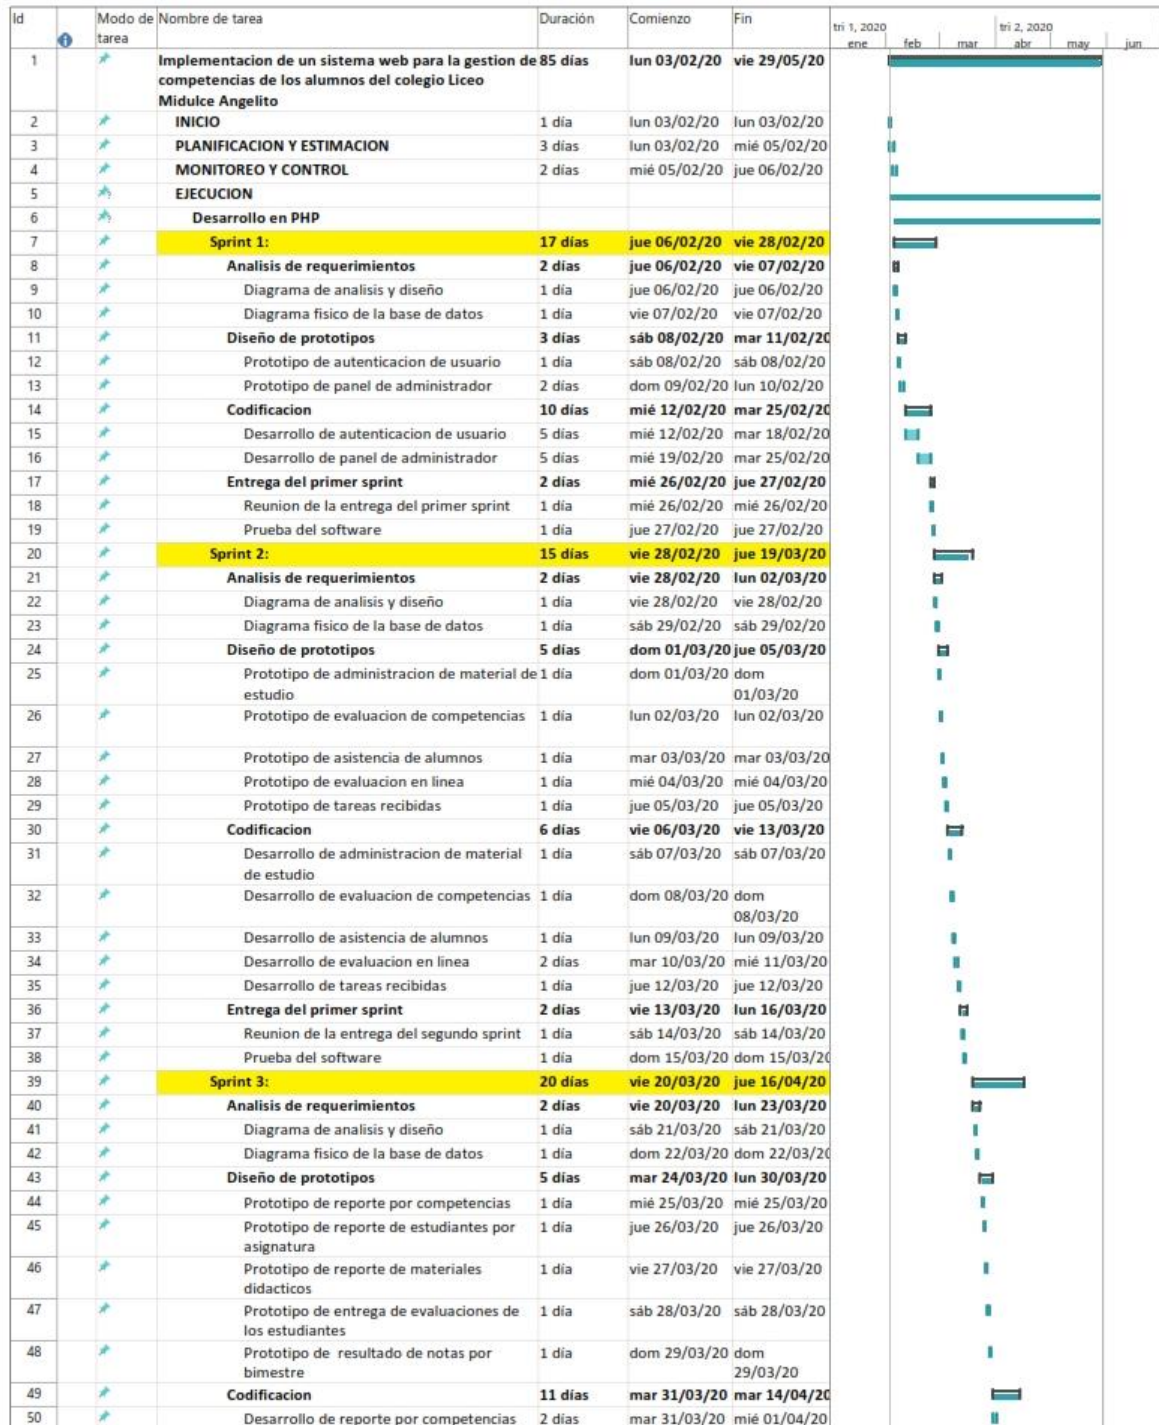 Id Modo de tarea Nombre de tarea Duración Comienzo Fin
tri 1, 2020 tri 2, 2020
ene feb mar abr may jun
1 Implementacion de un sistema web para la gestion de 85 días lun 03/02/20 vie 29/05/20
competencias de los alumnos del colegio Liceo
Midulce Angelito
2 INICIO 1 día lun 03/02/20 lun 03/02/20
3 PLANIFICACION Y ESTIMACION 3 días lun 03/02/20 mié 05/02/20
4 MONITOREO Y CONTROL 2 días mié 05/02/20 jue 06/02/20
5 EJECUCION
6 Desarrollo en PHP
7 Sprint 1: 17 días jue 06/02/20 vie 28/02/20
8 Analisis de requerimientos 2 días jue 06/02/20 vie 07/02/20
9 Diagrama de analisis y diseño 1 día jue 06/02/20 jue 06/02/20
10 Diagrama fisico de la base de datos 1 día vie 07/02/20 vie 07/02/20
11 Diseño de prototipos 3 días sáb 08/02/20 mar 11/02/20
12 Prototipo de autenticacion de usuario 1 día sáb 08/02/20 sáb 08/02/20
13 Prototipo de panel de administrador 2 días dom 09/02/20 lun 10/02/20
14 Codificacion 10 días mié 12/02/20 mar 25/02/20
15 Desarrollo de autenticacion de usuario 5 días mié 12/02/20 mar 18/02/20
16 Desarrollo de panel de administrador 5 días mié 19/02/20 mar 25/02/20
17 Entrega del primer sprint 2 días mié 26/02/20 jue 27/02/20
18 Reunion de la entrega del primer sprint 1 día mié 26/02/20 mié 26/02/20
19 Prueba del software 1 día jue 27/02/20 jue 27/02/20
20 Sprint 2: 15 días vie 28/02/20 jue 19/03/20
21 Analisis de requerimientos 2 días vie 28/02/20 lun 02/03/20
22 Diagrama de analisis y diseño 1 día vie 28/02/20 vie 28/02/20
23 Diagrama fisico de la base de datos 1 día sáb 29/02/20 sáb 29/02/20
24 Diseño de prototipos 5 días dom 01/03/20 jue 05/03/20
25 Prototipo de administracion de material de 1 día dom 01/03/20 dom
estudio 01/03/20
26 Prototipo de evaluacion de competencias 1 día lun 02/03/20 lun 02/03/20
27 Prototipo de asistencia de alumnos 1 día mar 03/03/20 mar 03/03/20
28 Prototipo de evaluacion en linea 1 día mié 04/03/20 mié 04/03/20
29 Prototipo de tareas recibidas 1 día jue 05/03/20 jue 05/03/20
30 Codificacion 6 días vie 06/03/20 vie 13/03/20
31 Desarrollo de administracion de material 1 día sáb 07/03/20 sáb 07/03/20
de estudio
32 Desarrollo de evaluacion de competencias 1 día dom 08/03/20 dom
08/03/20
33 Desarrollo de asistencia de alumnos 1 día lun 09/03/20 lun 09/03/20
34 Desarrollo de evaluacion en linea 2 días mar 10/03/20 mié 11/03/20
35 Desarrollo de tareas recibidas 1 día jue 12/03/20 jue 12/03/20
36 Entrega del primer sprint 2 días vie 13/03/20 lun 16/03/20
37 Reunion de la entrega del segundo sprint 1 día sáb 14/03/20 sáb 14/03/20
38 Prueba del software 1 día dom 15/03/20 dom 15/03/20
39 Sprint 3: 20 días vie 20/03/20 jue 16/04/20
40 Analisis de requerimientos 2 días vie 20/03/20 lun 23/03/20
41 Diagrama de analisis y diseño 1 día sáb 21/03/20 sáb 21/03/20
42 Diagrama fisico de la base de datos 1 día dom 22/03/20 dom 22/03/20
43 Diseño de prototipos 5 días mar 24/03/20 lun 30/03/20
44 Prototipo de reporte por competencias 1 día mié 25/03/20 mié 25/03/20
45 Prototipo de reporte de estudiantes por 1 día jue 26/03/20 jue 26/03/20
asignatura
46 Prototipo de reporte de materiales 1 día vie 27/03/20 vie 27/03/20
didacticos
47 Prototipo de entrega de evaluaciones de 1 día sáb 28/03/20 sáb 28/03/20
los estudiantes
48 Prototipo de resultado de notas por 1 día dom 29/03/20 dom
bimestre 29/03/20
49 Codificacion 11 días mar 31/03/20 mar 14/04/20
50 Desarrollo de reporte por competencias 2 días mar 31/03/20 mié 01/04/20